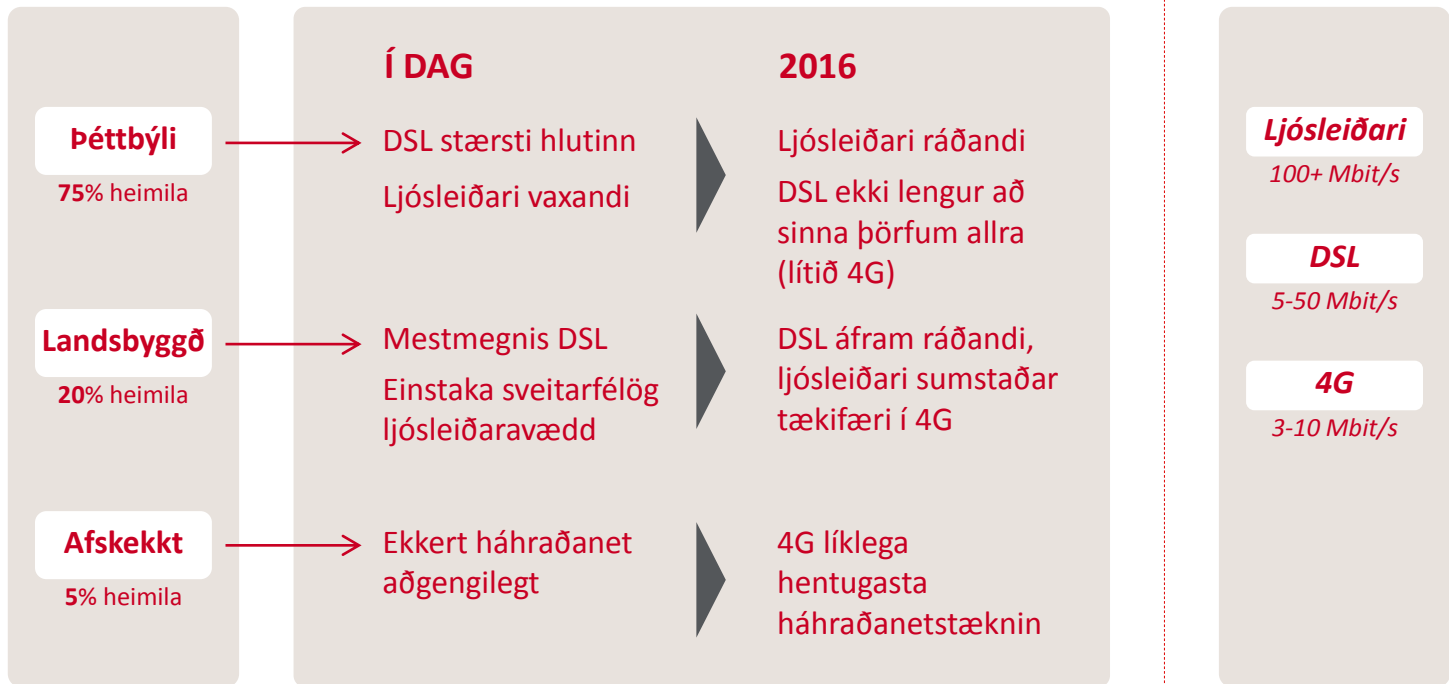 Í DAG
2016
Þéttbýli
75% heimila
DSL stærsti hlutinn
Ljósleiðari vaxandi
Ljósleiðari ráðandi
DSL ekki lengur að
sinna þörfum allra
(lítið 4G)
Landsbyggð
20% heimila
Mestmegnis DSL
Einstaka sveitarfélög
ljósleiðaravædd
DSL áfram ráðandi,
ljósleiðari sumstaðar
tækifæri í 4G
Afskekkt
5% heimila
Ekkert háhraðanet
aðgengilegt
4G líklega
hentugasta
háhraðanetstæknin
Ljósleiðari
100+ Mbit/s
DSL
5-50 Mbit/s
4G
3-10 Mbit/s